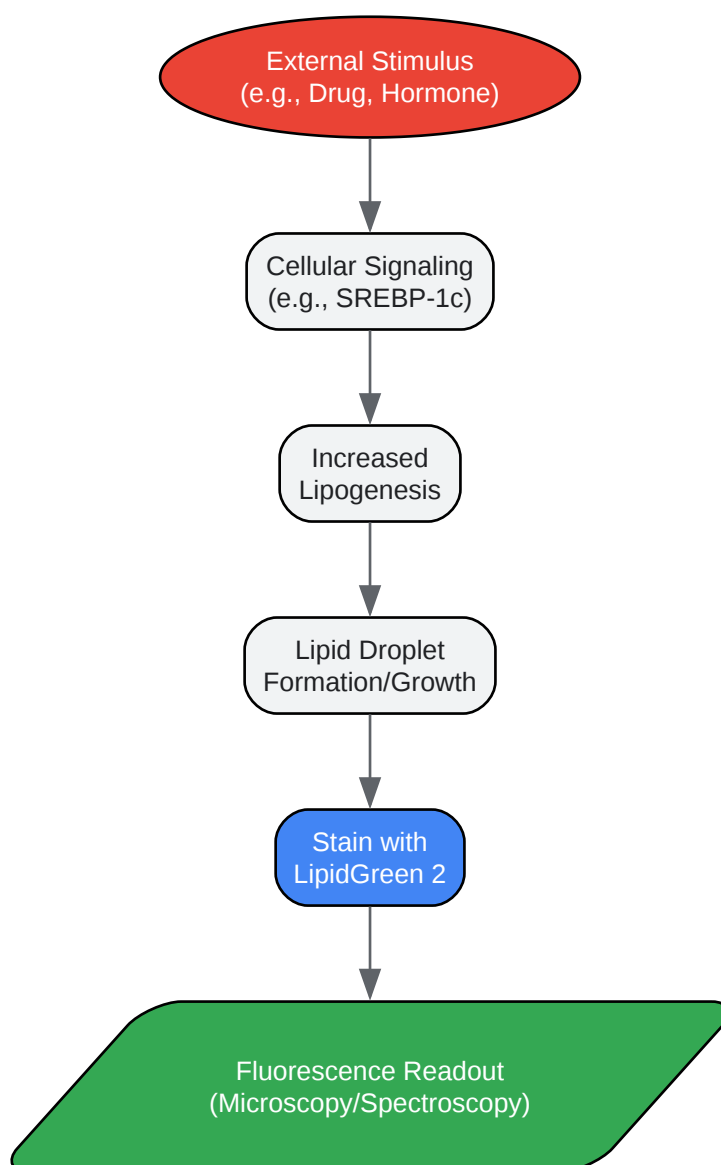 External Stimulus
(e.g., Drug, Hormone)
Cellular Signaling
(e.g., SREBP-1c)
Increased
Lipogenesis
Lipid Droplet
Formation/Growth
Stain with
LipidGreen 2
Fluorescence Readout
(Microscopy/Spectroscopy)